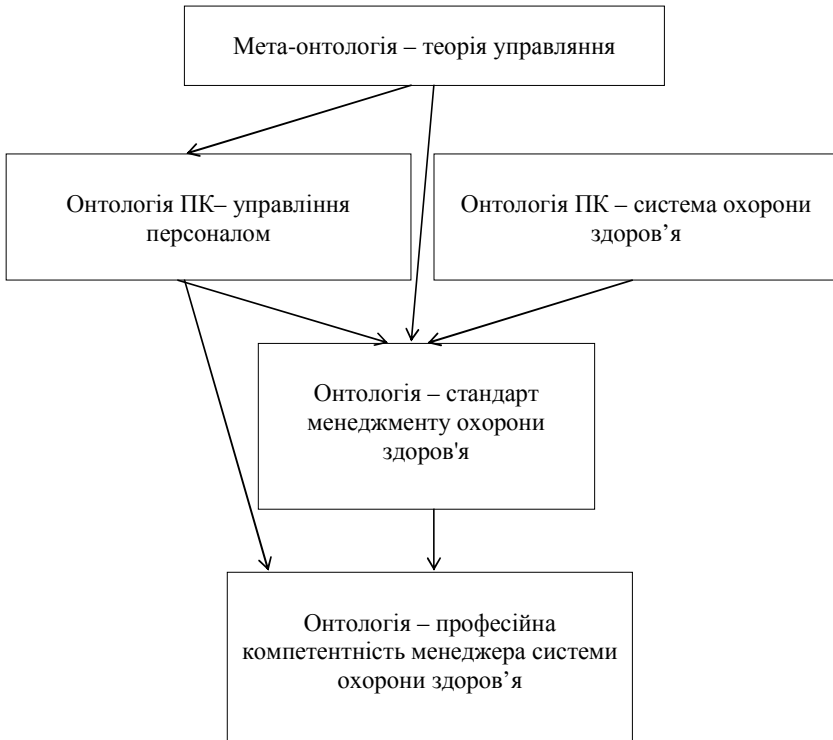 Мета-онтологія – теорія управляння
Онтологія ПК– управління
персоналом
Онтологія ПК – система охорони
здоров’я
Онтологія – стандарт
менеджменту охорони
здоров'я
Онтологія – професійна
компетентність менеджера системи
охорони здоров’я